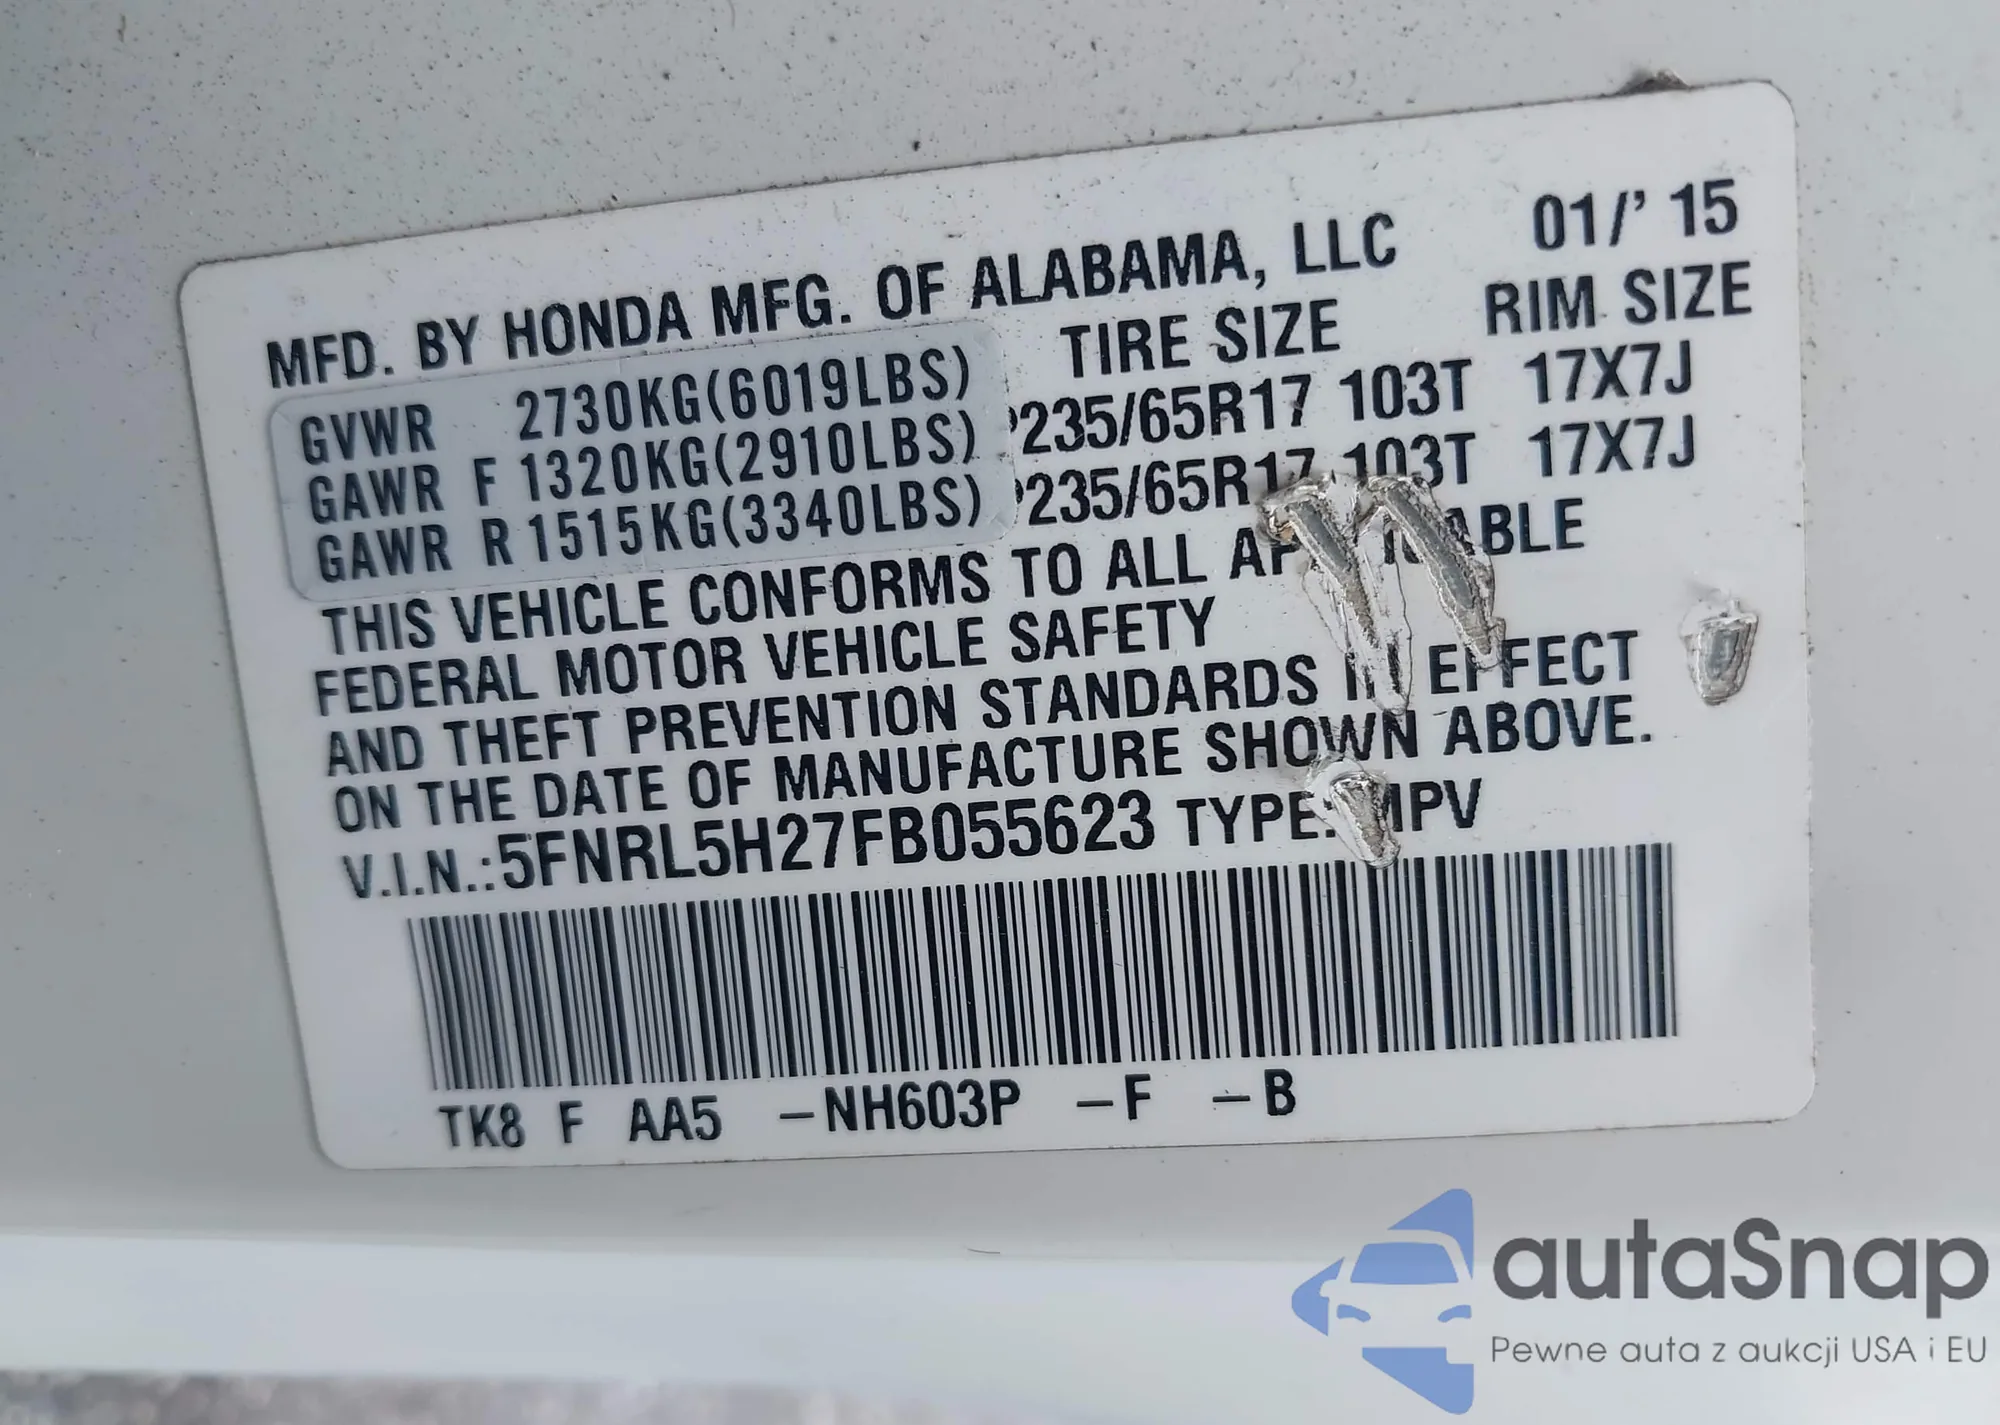 MFD. BY HONDA MFG. OF ALABAMA, LLC 01/' 15
TIRE SIZE RIM SIZE
GVWR 2730KG(6019LBS)
GAWR F 1320KG(2910LBS) P235/65R17 103T 17X7J
GAWR R 1515KG(3340LBS) P235/65R17 103T 17X7J
THIS VEHICLE CONFORMS TO ALL APPLICABLE
FEDERAL MOTOR VEHICLE SAFETY
AND THEFT PREVENTION STANDARDS IN EFFECT
ON THE DATE OF MANUFACTURE SHOWN ABOVE.
V.I.N.:5FNRL5H27FB055623 TYPE:MPV
TK8 F AA5 –NH603P –F –B
autaSnap
Pewne auta z aukcji USA i EU